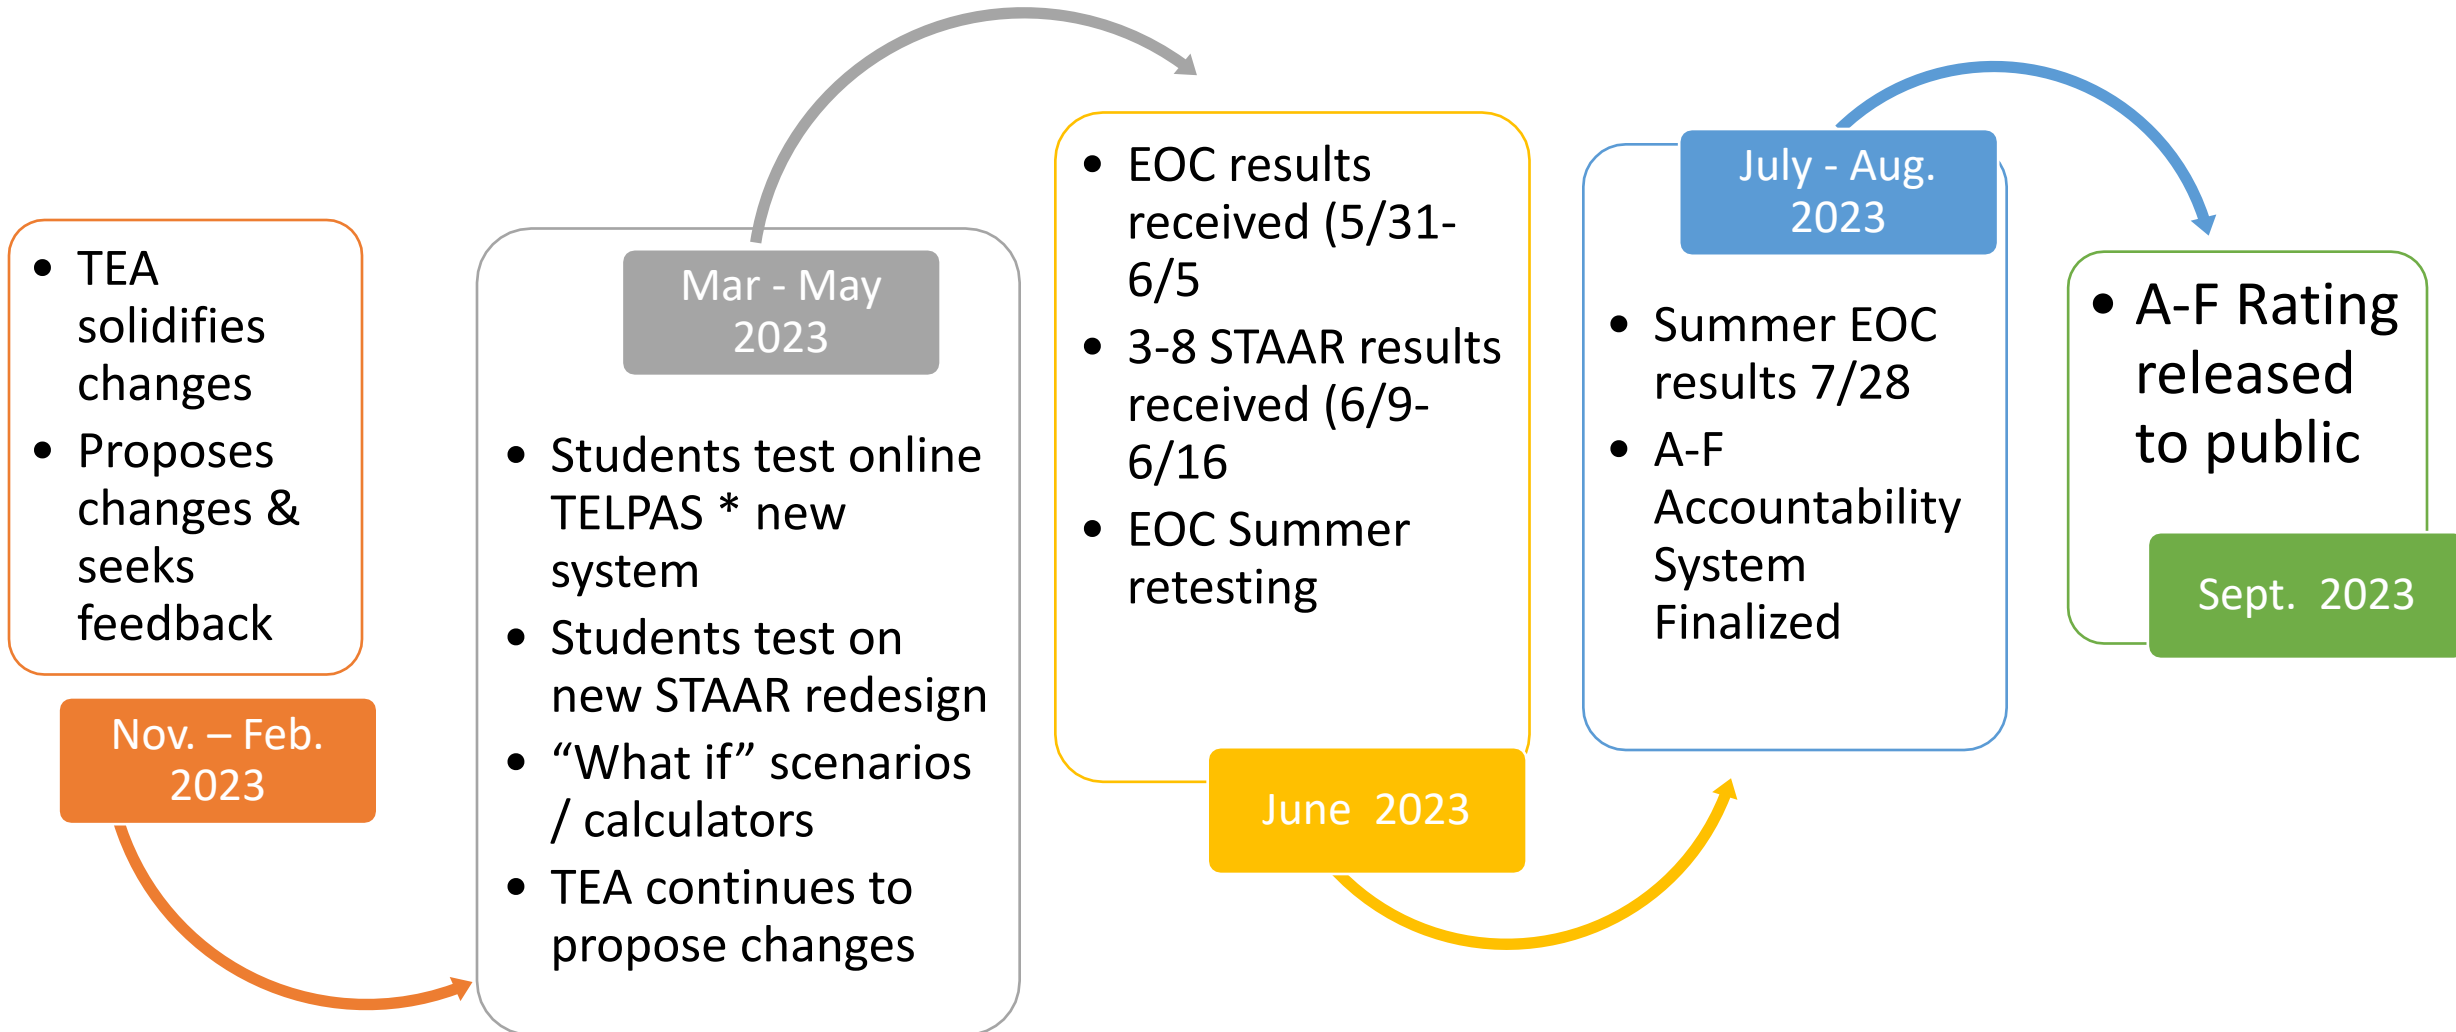 • TEA
solidifies
changes
• Proposes
changes &
seeks
feedback
Nov. – Feb.
2023
Mar - May
2023
• Students test online
TELPAS * new
system
• Students test on
new STAAR redesign
• “What if” scenarios
/ calculators
• TEA continues to
propose changes
• EOC results
received (5/31-
6/5
• 3-8 STAAR results
received (6/9-
6/16
• EOC Summer
retesting
June 2023
July - Aug.
2023
• Summer EOC
results 7/28
• A-F
Accountability
System
Finalized
• A-F Rating
released
to public
Sept. 2023